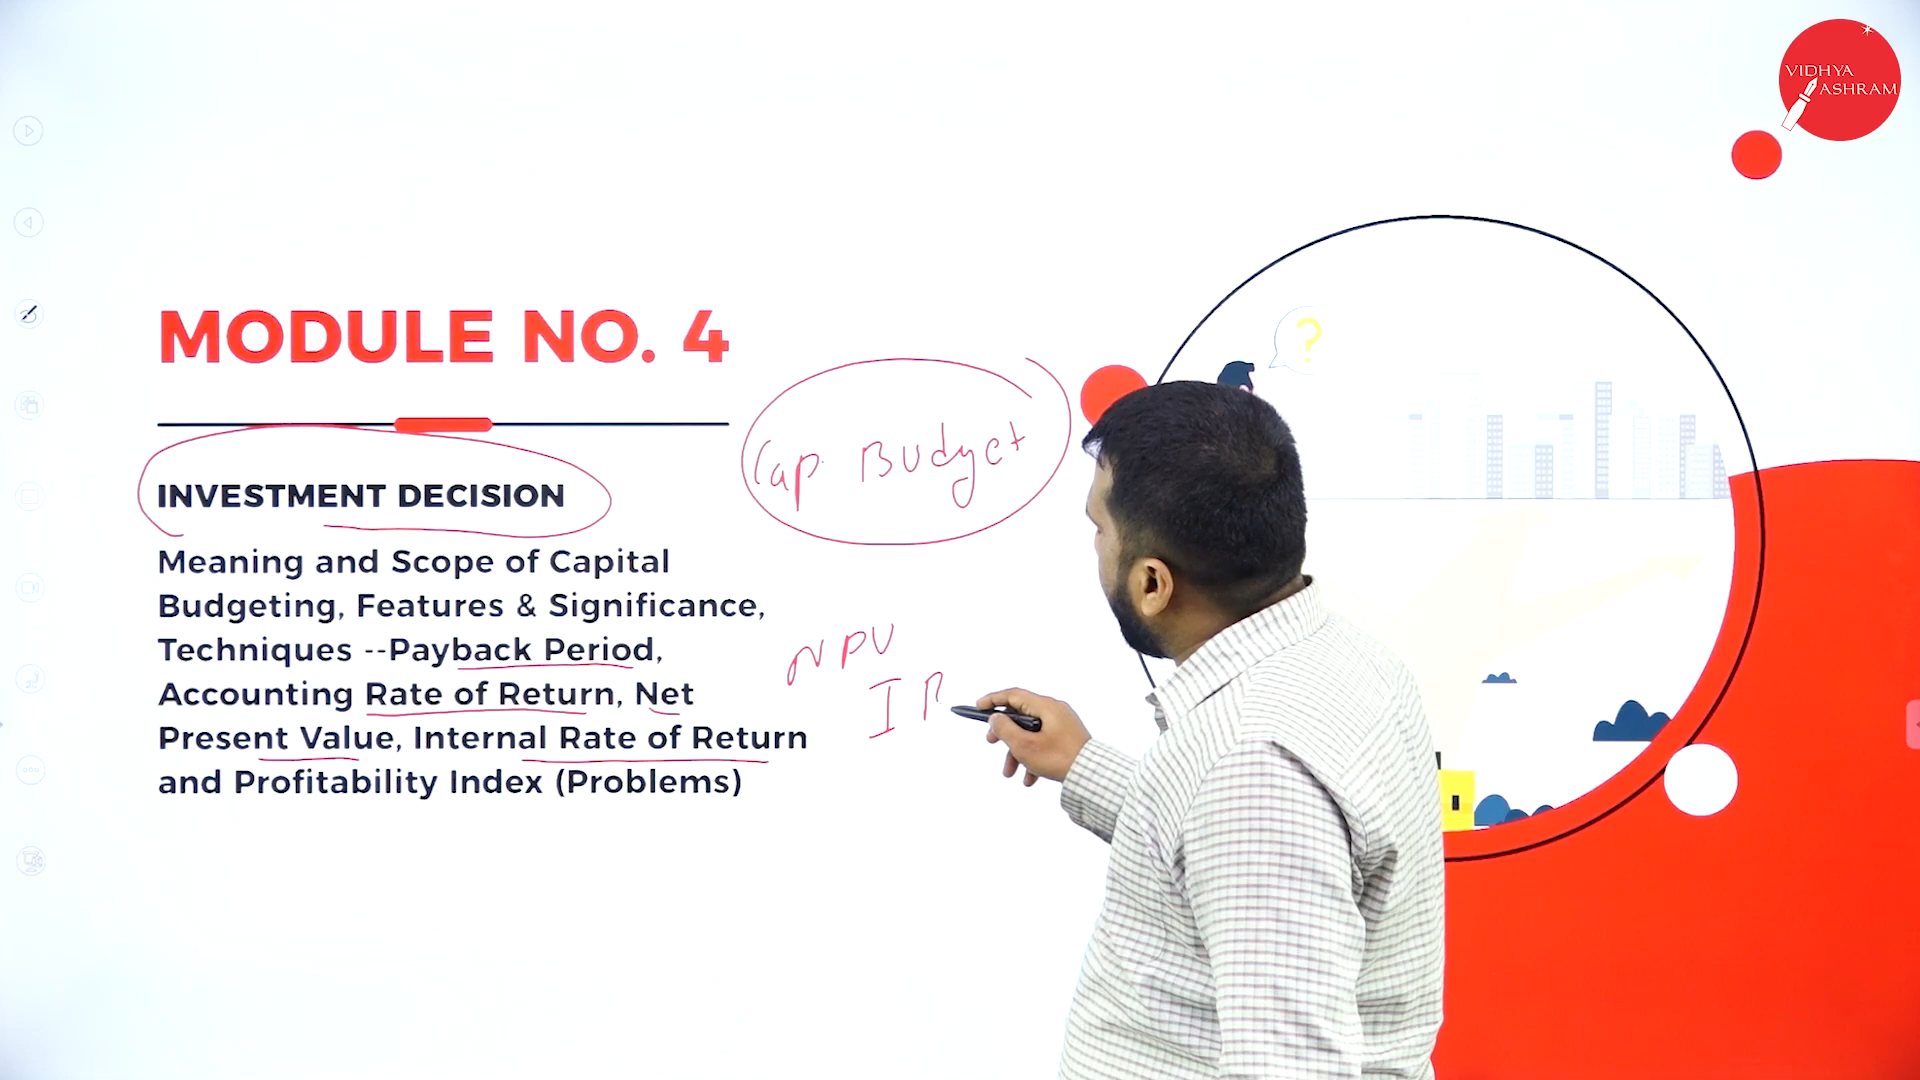 VIDHYA
ASHRAM
?
MODULE NO. 4
Cap. Budget
INVESTMENT DECISION
Meaning and Scope of Capital
Budgeting, Features & Significance,
Techniques --Payback Period,
Accounting Rate of Return, Net
Present Value, Internal Rate of Return
and Profitability Index (Problems)
NPV
I R